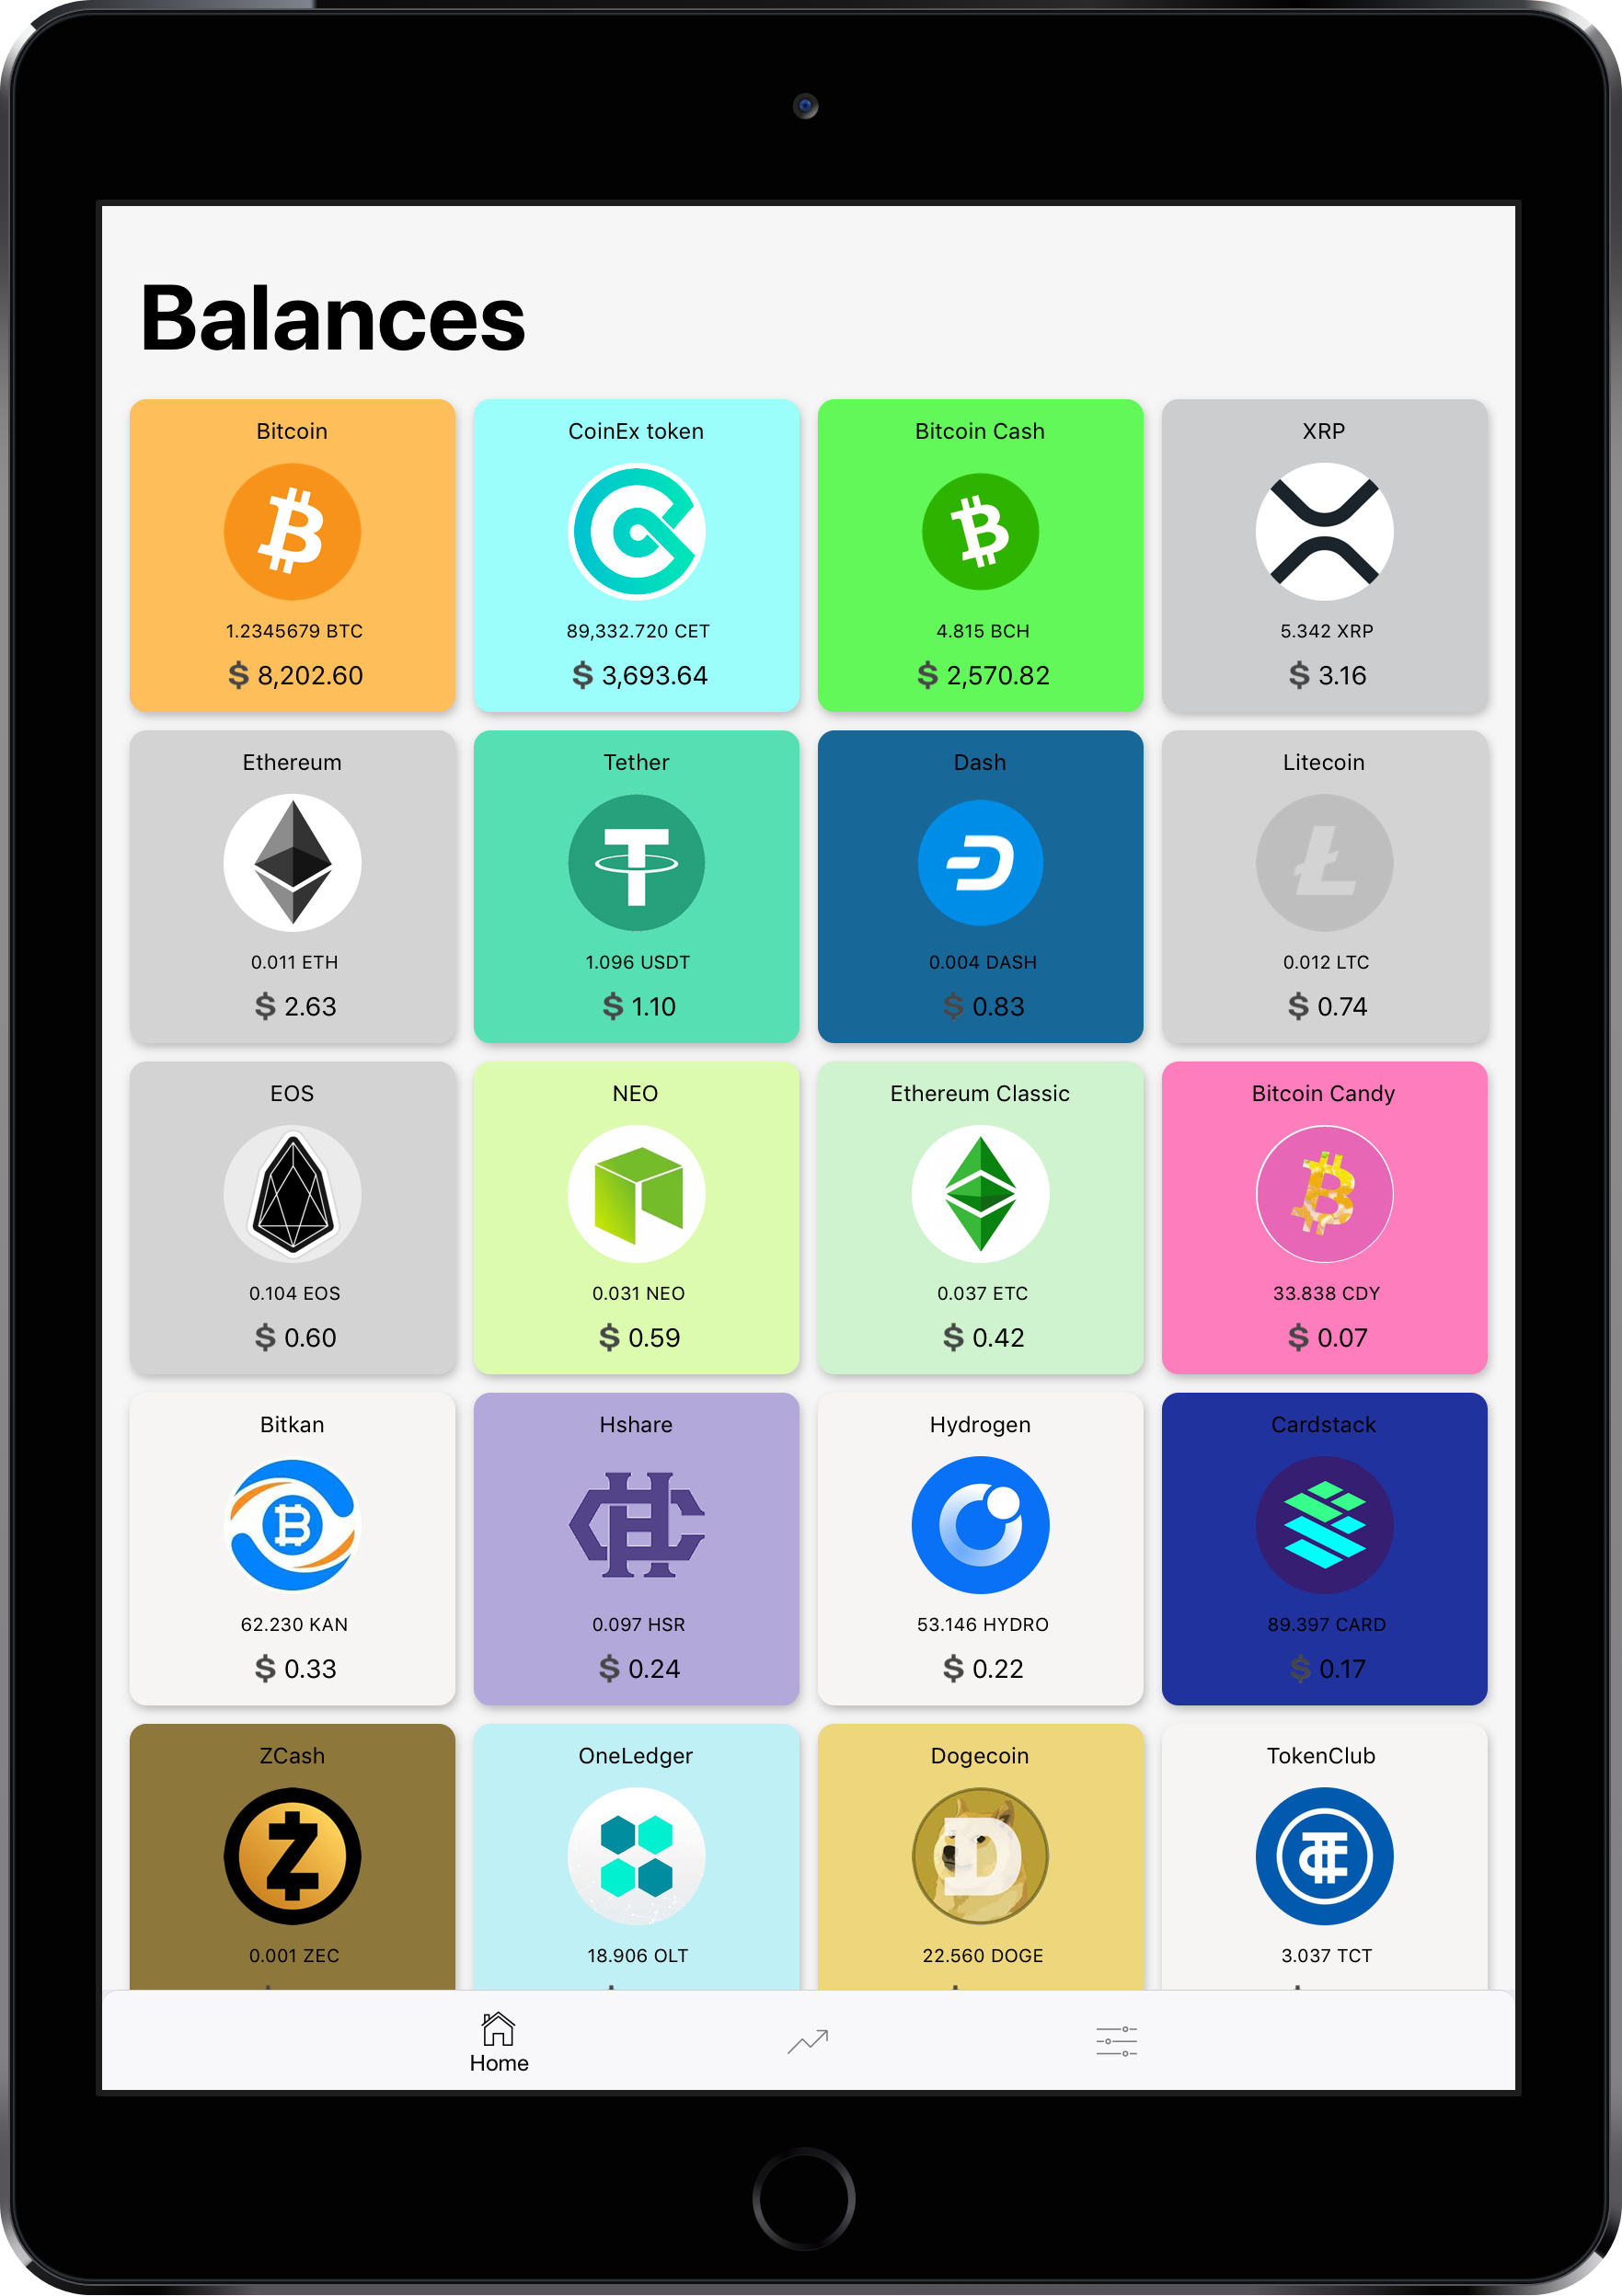 Balances
Bitcoin
1.2345679 BTC
$ 8,202.60
CoinEx token
89,332.720 CET
$ 3,693.64
Bitcoin Cash
4.815 BCH
$ 2,570.82
XRP
5.342 XRP
$ 3.16
Ethereum
0.011 ETH
$ 2.63
Tether
1.096 USDT
$ 1.10
Dash
0.004 DASH
$ 0.83
Litecoin
0.012 LTC
$ 0.74
EOS
0.104 EOS
$ 0.60
NEO
0.031 NEO
$ 0.59
Ethereum Classic
0.037 ETC
$ 0.42
Bitcoin Candy
33.838 CDY
$ 0.07
Bitkan
62.230 KAN
$ 0.33
Hshare
0.097 HSR
$ 0.24
Hydrogen
53.146 HYDRO
$ 0.22
Cardstack
89.397 CARD
$ 0.17
ZCash
0.001 ZEC
OneLedger
18.906 OLT
Dogecoin
22.560 DOGE
TokenClub
3.037 TCT
Home